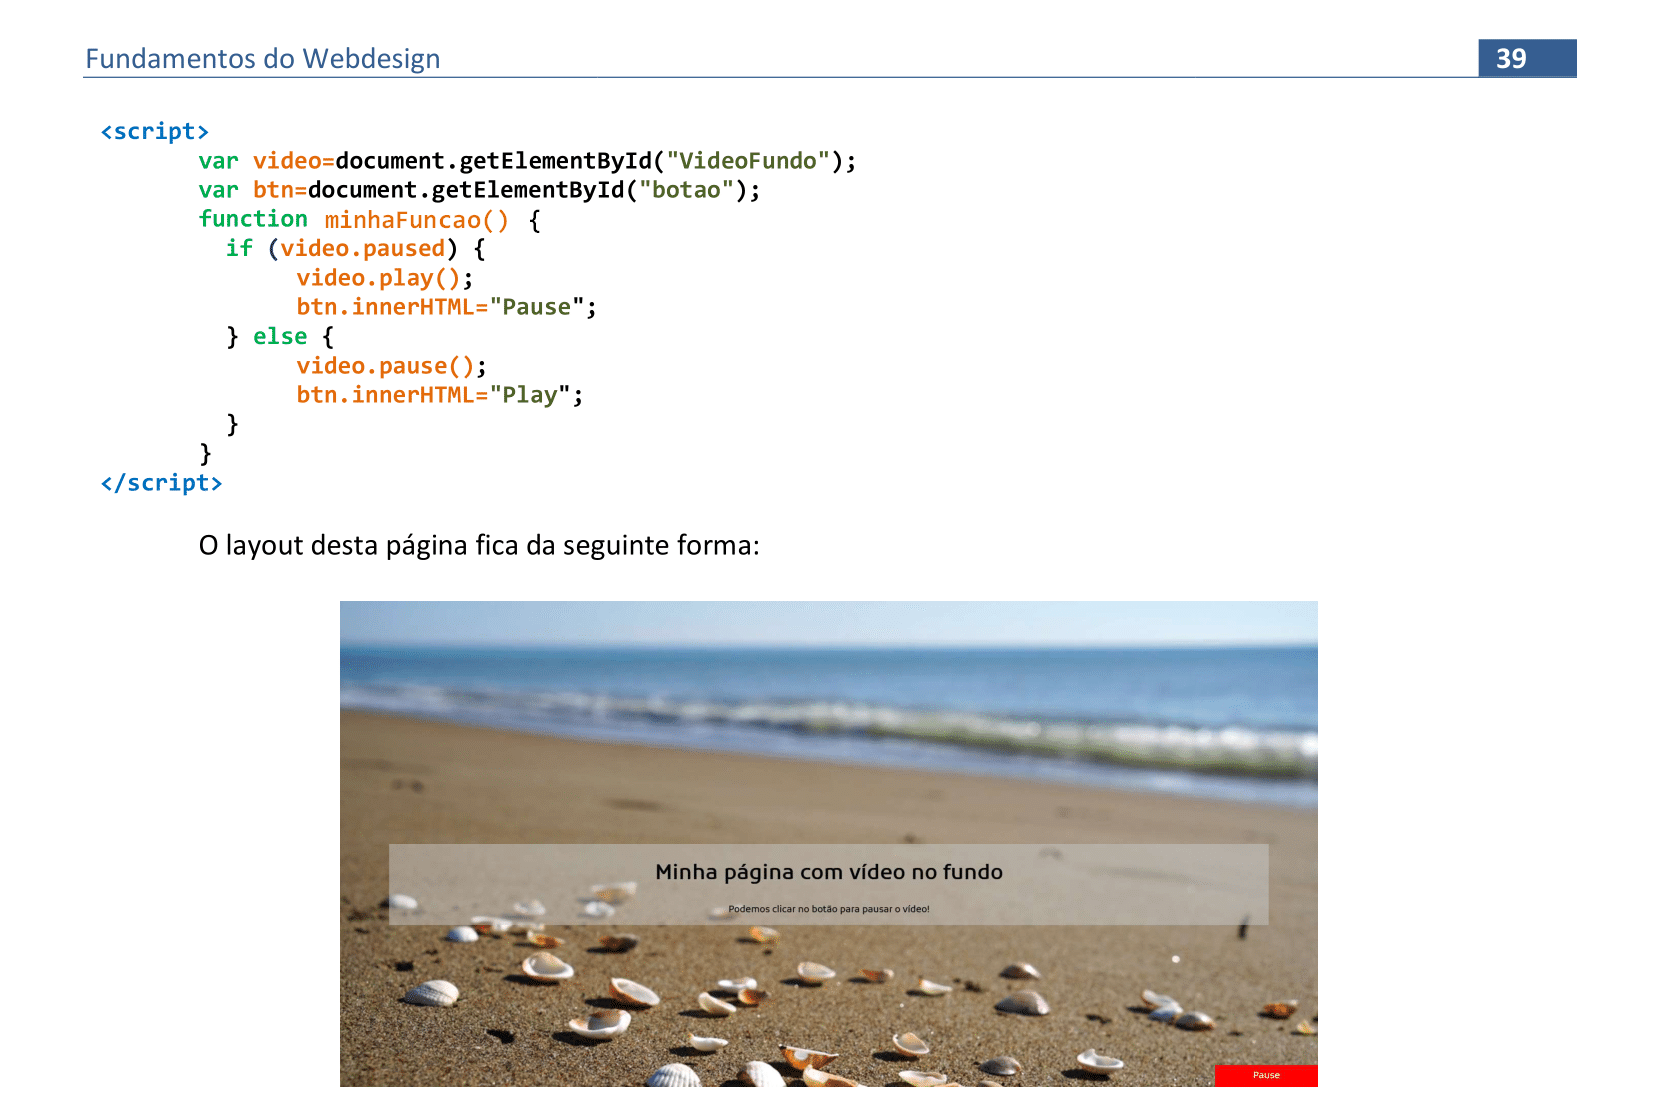 Fundamentos do Webdesign 39
<script>
var video=document.getElementById("VideoFundo");
var btn=document.getElementById("botao");
function minhaFuncao() {
if (video.paused) {
video.play();
btn.innerHTML="Pause";
} else {
video.pause();
btn.innerHTML="Play";
}
}
</script>
O layout desta página fica da seguinte forma:
Minha página com vídeo no fundo
Podemos clicar no botão para pausar o vídeo!
Pause